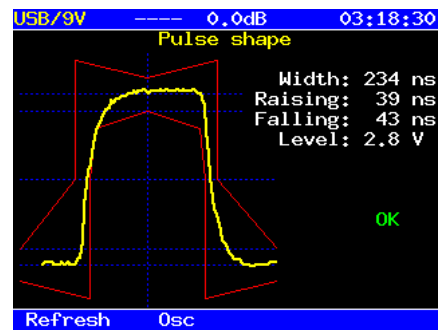 USB/9V ---- 0.0dB 03:18:30
Pulse shape
Width: 234 ns
Raising: 39 ns
Falling: 43 ns
Level: 2.8 V
OK
Refresh Osc